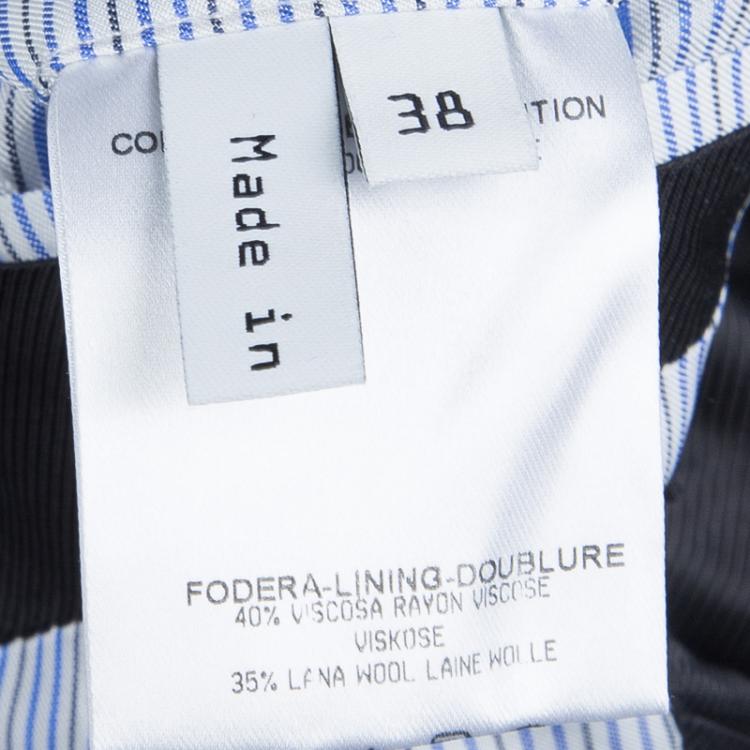 38
Made in
FODERA-LINING-DOUBLURE
40% VISCOSA RAYON VISCOSE
VISKOSE
35% LANA WOOL LAINE WOLLE